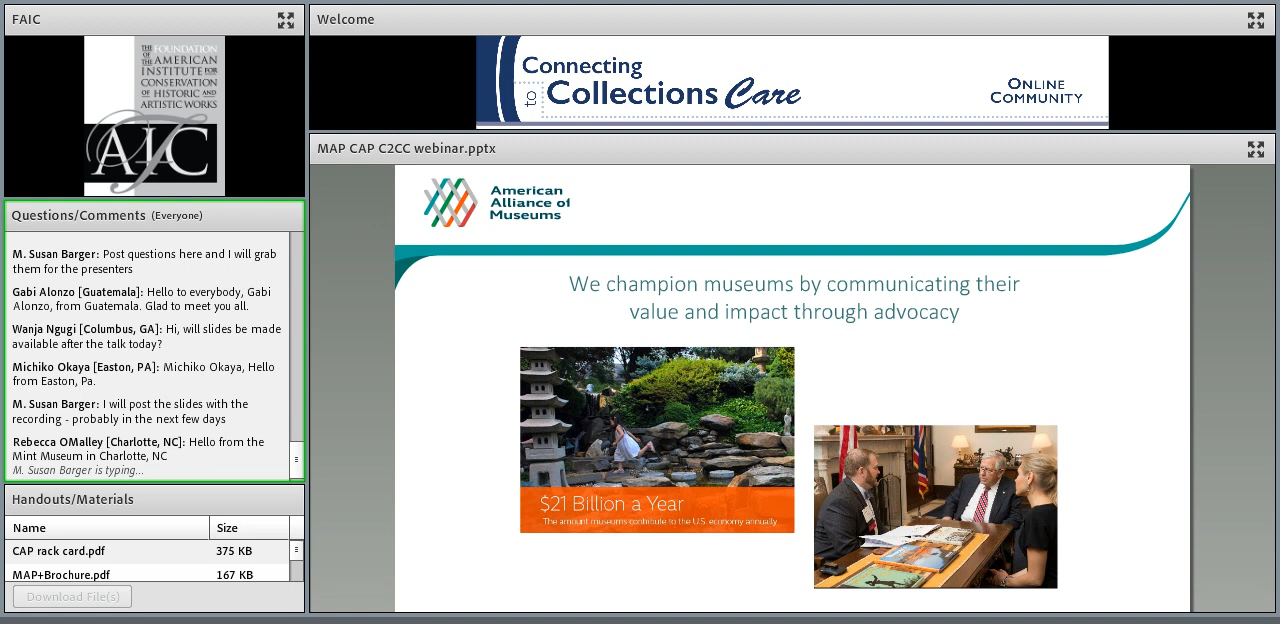 FAIC
THE FOUNDATION
OF THE AMERICAN
INSTITUTE FOR
CONSERVATION
OF HISTORIC AND
ARTISTIC WORKS
AIC
Welcome
Connecting
to Collections Care
ONLINE
COMMUNITY
Questions/Comments (Everyone)
M. Susan Barger: Post questions here and I will grab
them for the presenters
Gabi Alonzo [Guatemala]: Hello to everybody, Gabi
Alonzo, from Guatemala. Glad to meet you all.
Wanja Ngugi [Columbus, GA]: Hi, will slides be made
available after the talk today?
Michiko Okaya [Easton, PA]: Michiko Okaya, Hello
from Easton, Pa.
M. Susan Barger: I will post the slides with the
recording - probably in the next few days
Rebecca OMalley [Charlotte, NC]: Hello from the
Mint Museum in Charlotte, NC
M. Susan Barger is typing...
Handouts/Materials
Name Size
CAP rack card.pdf 375 KB
MAP+Brochure.pdf 167 KB
Download File(s)
MAP CAP C2CC webinar.pptx
American
Alliance of
Museums
We champion museums by communicating their
value and impact through advocacy
$21 Billion a Year
The amount museums contribute to the U.S. economy annually